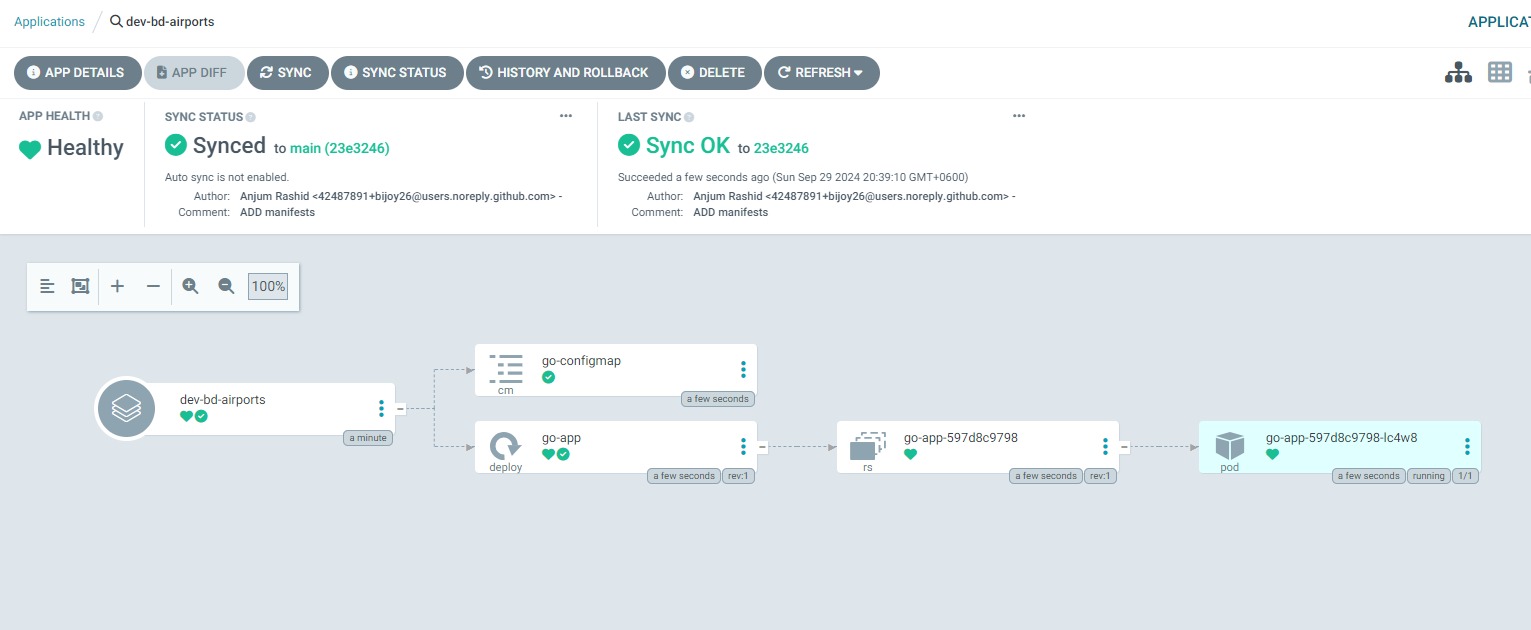 Applications / dev-bd-airports
APPLICAT
APP DETAILS APP DIFF SYNC SYNC STATUS HISTORY AND ROLLBACK DELETE REFRESH
APP HEALTH
Healthy
SYNC STATUS
Synced to main (23e3246)
Auto sync is not enabled.
Author: Anjum Rashid <42487891+bijoy26@users.noreply.github.com> -
Comment: ADD manifests
LAST SYNC
Sync OK to 23e3246
Succeeded a few seconds ago (Sun Sep 29 2024 20:39:10 GMT+0600)
Author: Anjum Rashid <42487891+bijoy26@users.noreply.github.com> -
Comment: ADD manifests
100%
dev-bd-airports
a minute
go-configmap
cm
a few seconds
go-app
deploy
a few seconds rev:1
go-app-597d8c9798
rs
a few seconds rev:1
go-app-597d8c9798-lc4w8
pod
a few seconds running 1/1